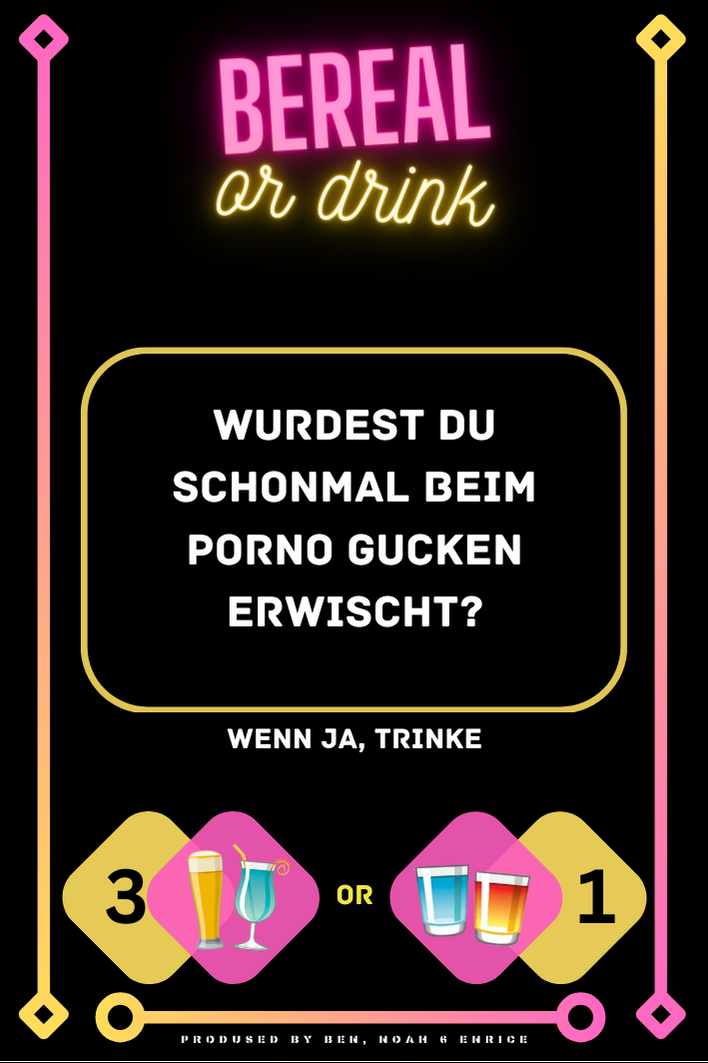 BEREAL
or drink
WURDEST DU
SCHONMAL BEIM
PORNO GUCKEN
ERWISCHT?
WENN JA, TRINKE
3 OR 1
PRODUSED BY BEN, NOAH & ENRICE